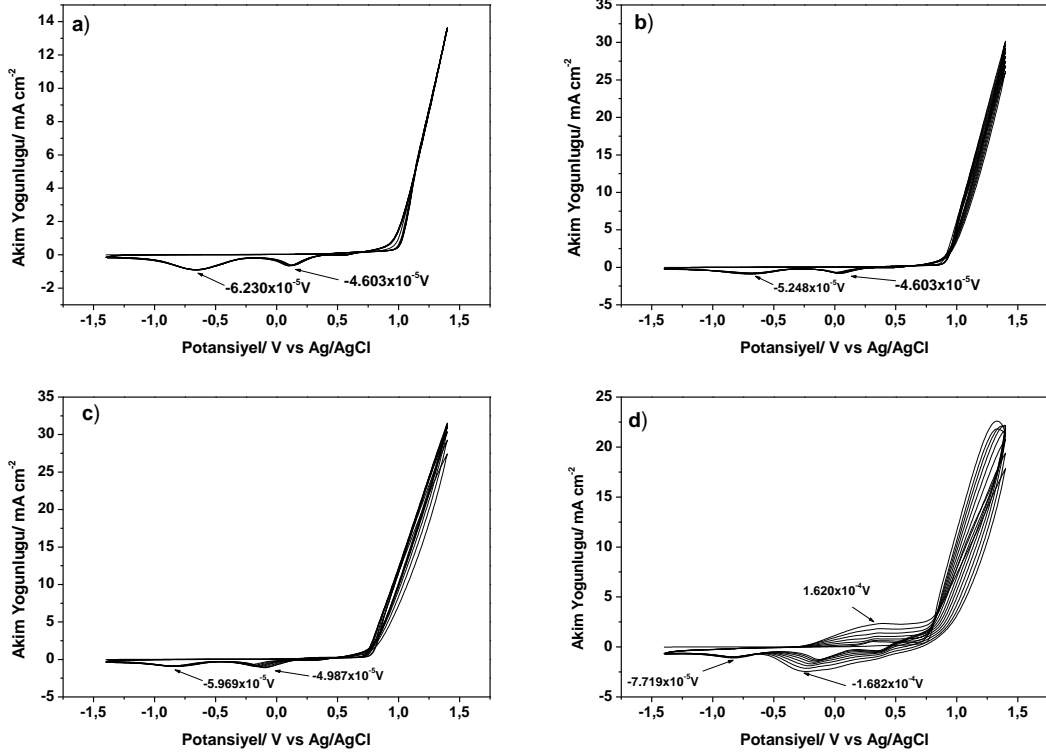 a)
Akim Yogunlugu/ mA cm-2
14
12
10
8
6
4
2
0
-2
-6.230x10-5V
-4.603x10-5V
-1,5 -1,0 -0,5 0,0 0,5 1,0 1,5
Potansiyel/ V vs Ag/AgCl
b)
Akim Yogunlugu/ mA cm-2
35
30
25
20
15
10
5
0
-5
-5.248x10-5V
-4.603x10-5V
-1,5 -1,0 -0,5 0,0 0,5 1,0 1,5
Potansiyel/ V vs Ag/AgCl
c)
Akim Yogunlugu/ mA cm-2
35
30
25
20
15
10
5
0
-5
-5.969x10-5V
-4.987x10-5V
-1,5 -1,0 -0,5 0,0 0,5 1,0 1,5
Potansiyel/ V vs Ag/AgCl
d)
Akim Yogunlugu/ mA cm-2
25
20
15
10
5
0
-5
1.620x10-4V
-7.719x10-5V
-1.682x10-4V
-1,5 -1,0 -0,5 0,0 0,5 1,0 1,5
Potansiyel/ V vs Ag/AgCl